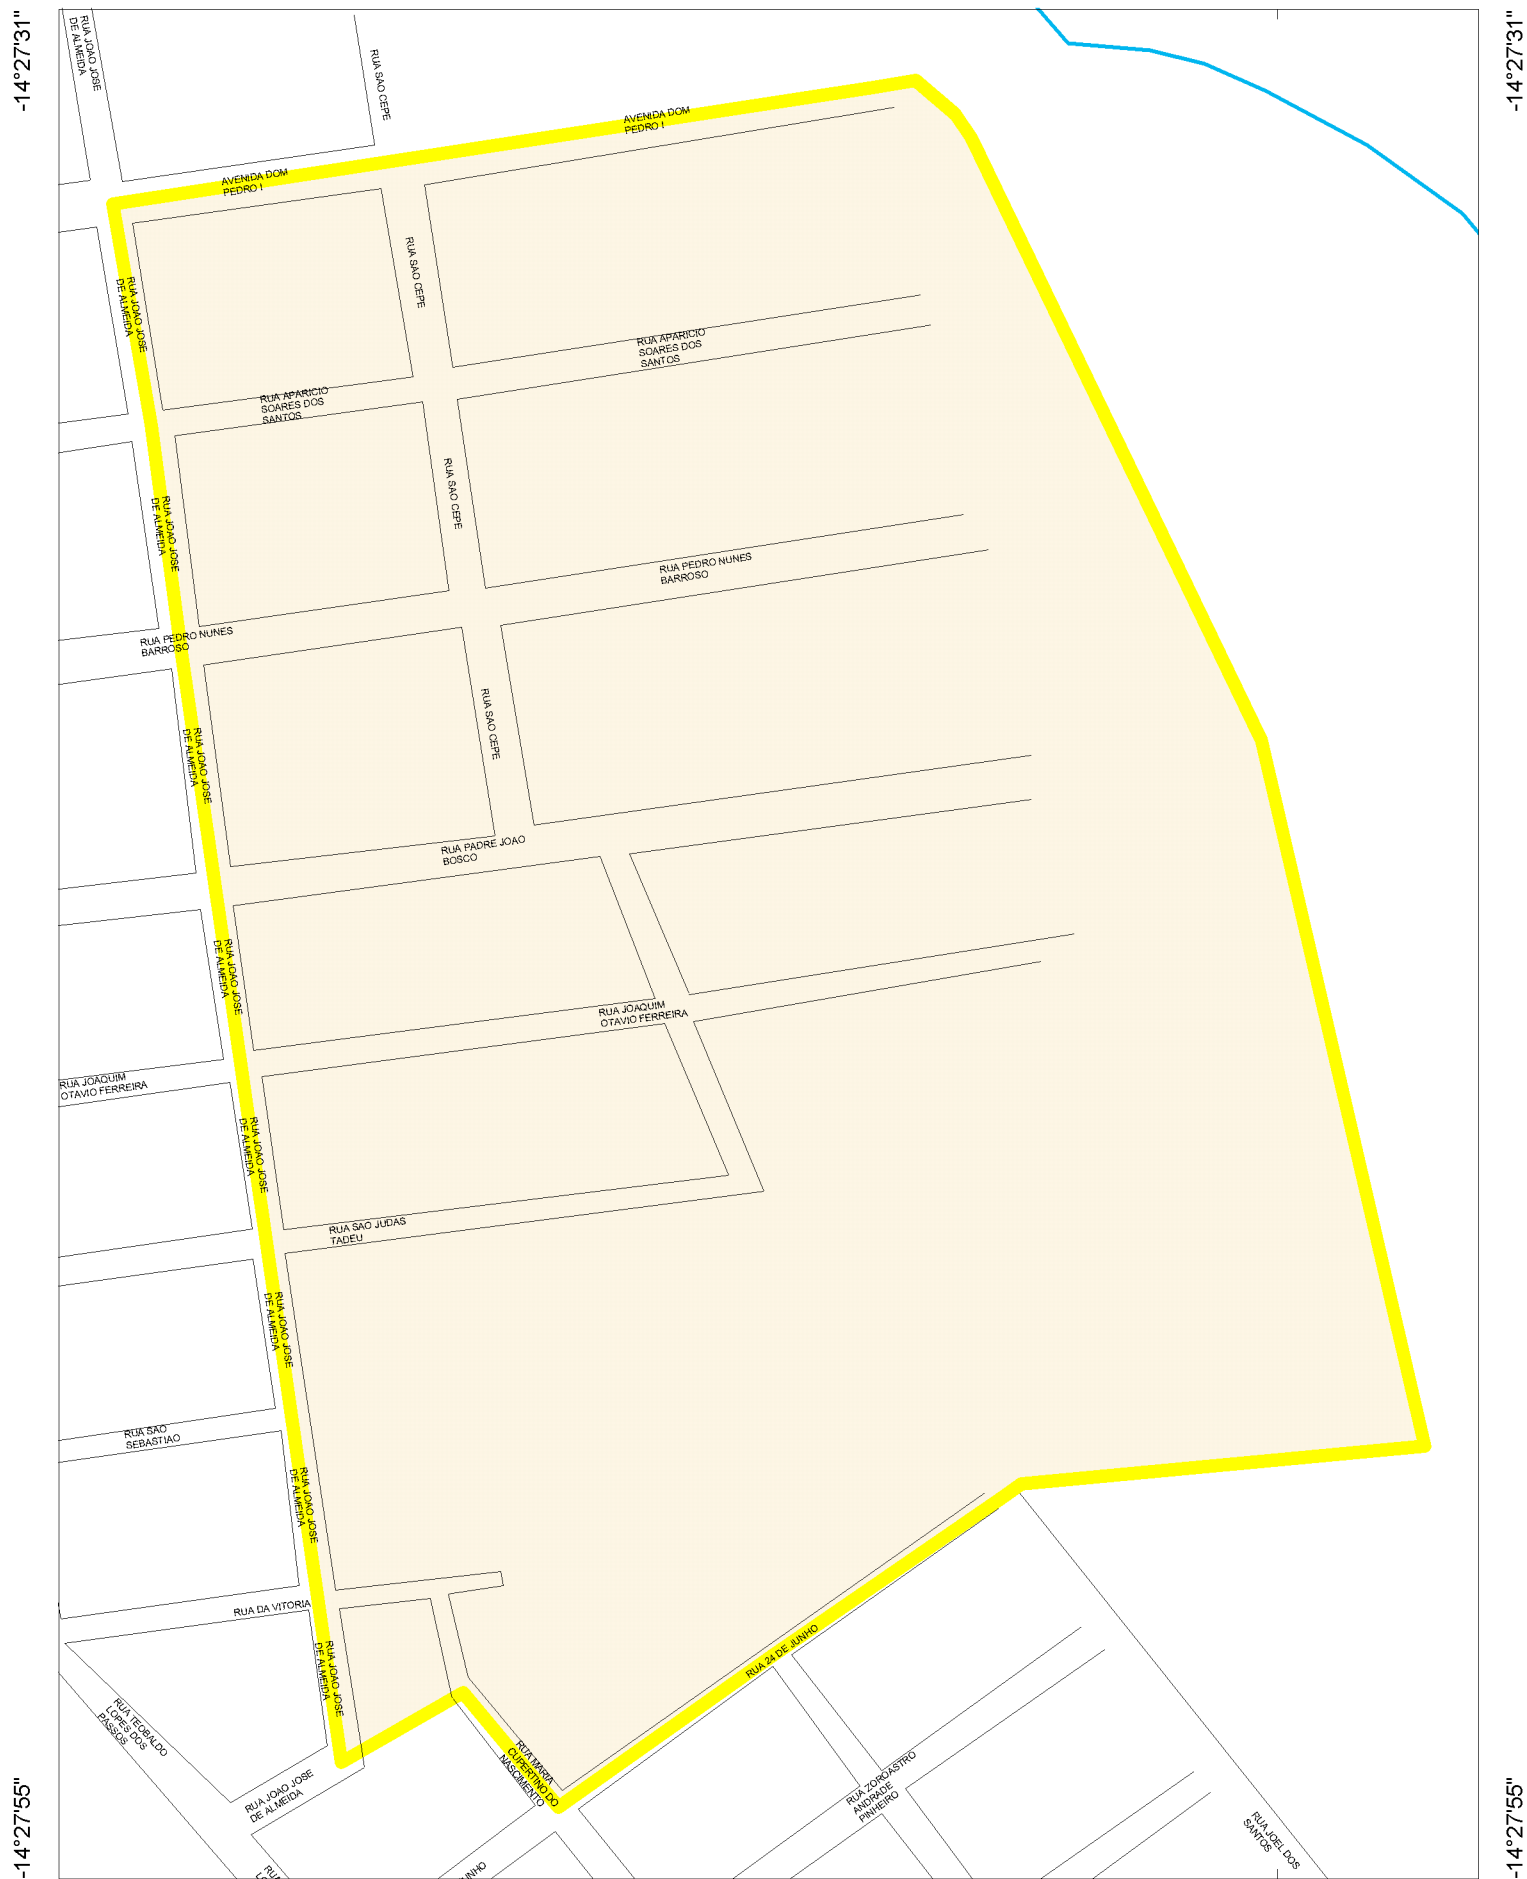 -14°27'31"
-14°27'31"
RUA JOAO JOSE
DE ALMEIDA
RUA SAO CEPE
AVENIDA DOM
PEDRO I
AVENIDA DOM
PEDRO I
RUA SAO CEPE
RUA JOAO JOSE
DE ALMEIDA
RUA APARICIO
SOARES DOS
SANTOS
RUA APARICIO
SOARES DOS
SANTOS
RUA SAO CEPE
RUA JOAO JOSE
DE ALMEIDA
RUA PEDRO NUNES
BARROSO
RUA PEDRO NUNES
BARROSO
RUA SAO CEPE
RUA JOAO JOSE
DE ALMEIDA
RUA PADRE JOAO
BOSCO
RUA JOAO JOSE
DE ALMEIDA
RUA JOAQUIM
OTAVIO FERREIRA
RUA JOAQUIM
OTAVIO FERREIRA
RUA JOAO JOSE
DE ALMEIDA
RUA SAO JUDAS
TADEU
RUA JOAO JOSE
DE ALMEIDA
RUA SAO
SEBASTIAO
RUA JOAO JOSE
DE ALMEIDA
RUA DA VITORIA
RUA JOAO JOSE
DE ALMEIDA
RUA 24 DE JUNHO
RUA TEOBALDO
LOPES DOS
PASSOS
RUA MARIA
CUPERTINO DO
NASCIMENTO
RUA JOAO JOSE
DE ALMEIDA
RUA ZOROASTRO
ANDRADE
PINHEIRO
RUA JOEL DOS
SANTOS
-14°27'55"
-14°27'55"